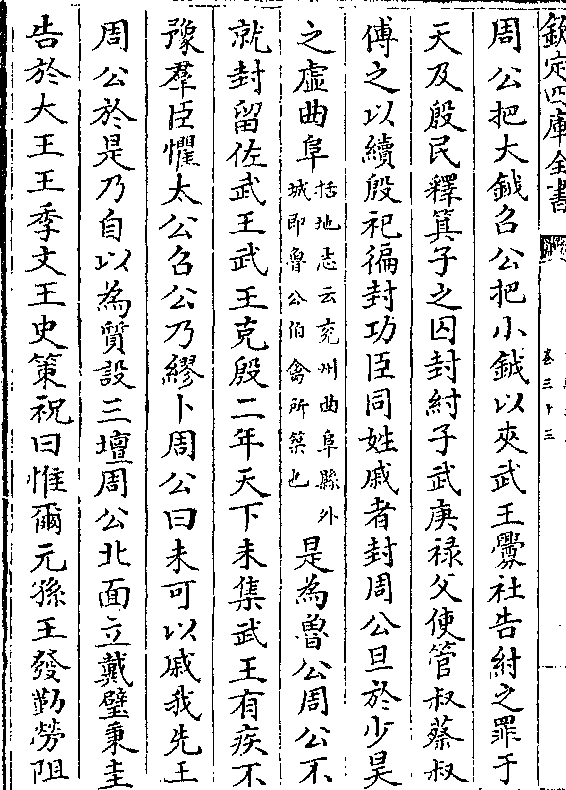 欽定四庫全書
卷三十三
周公把大鉞召公把小鉞以夾武王釁社告紂之罪于
天及殷民釋箕子之囚封紂子武庚禄父使管叔蔡叔
傅之以續殷祀徧封功臣同姓戚者封周公旦於少昊
之虛曲阜括地志云兖州曲阜縣外城即魯公伯禽所築也是為魯公周公不
就封留佐武王武王克殷二年天下未集武王有疾不
豫羣臣懼太公召公乃繆卜周公曰未可以戚我先王
周公於是乃自以為質設三壇周公北面立戴璧秉圭
告於大王王季文王史策祝曰惟爾元孫王發勤勞阻